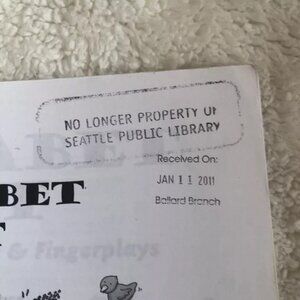 NO LONGER PROPERTY OF
SEATTLE PUBLIC LIBRARY
Received On:
JAN 11 2011
Ballard Branch
BET
& Fingerplays